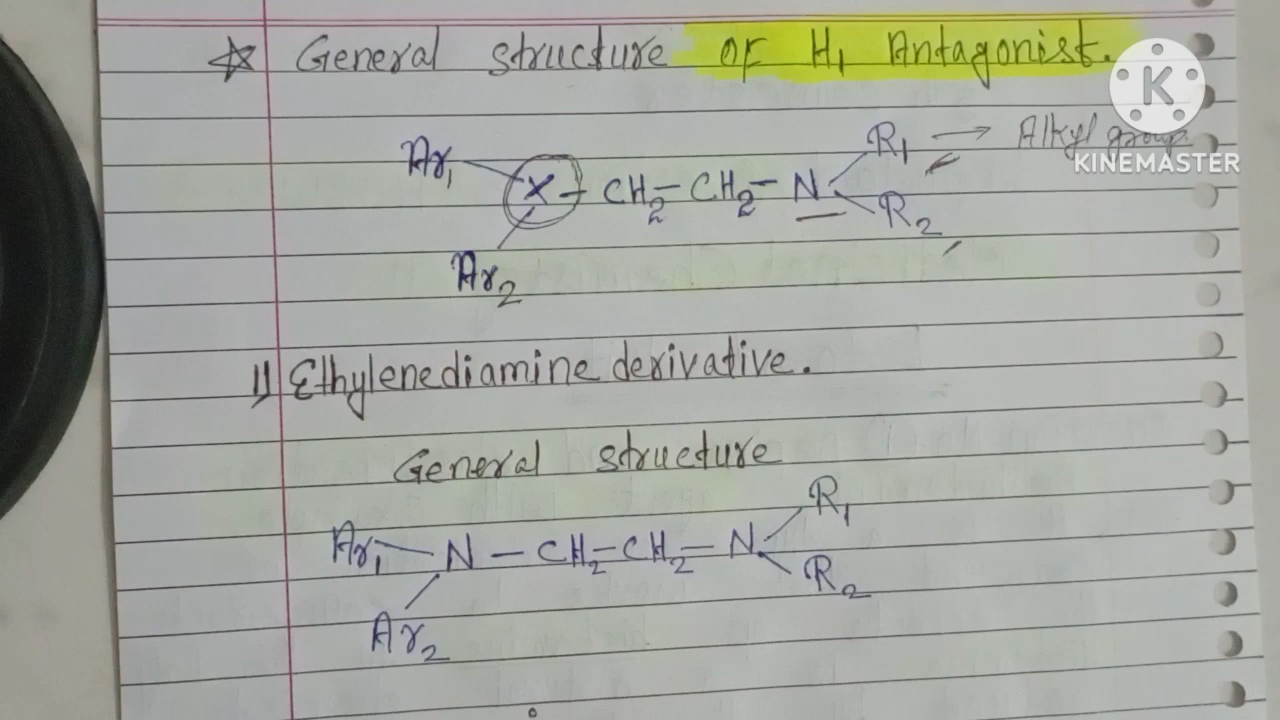 ☆ General structure of H1 Antagonist.
K
KINEMASTER
Ar1 R1 → Alkyl group
X - CH2 - CH2 - N
Ar2 R2
1) Ethylenediamine derivative.
General structure
R1
Ar1 - N - CH2 - CH2 - N
R2
Ar2